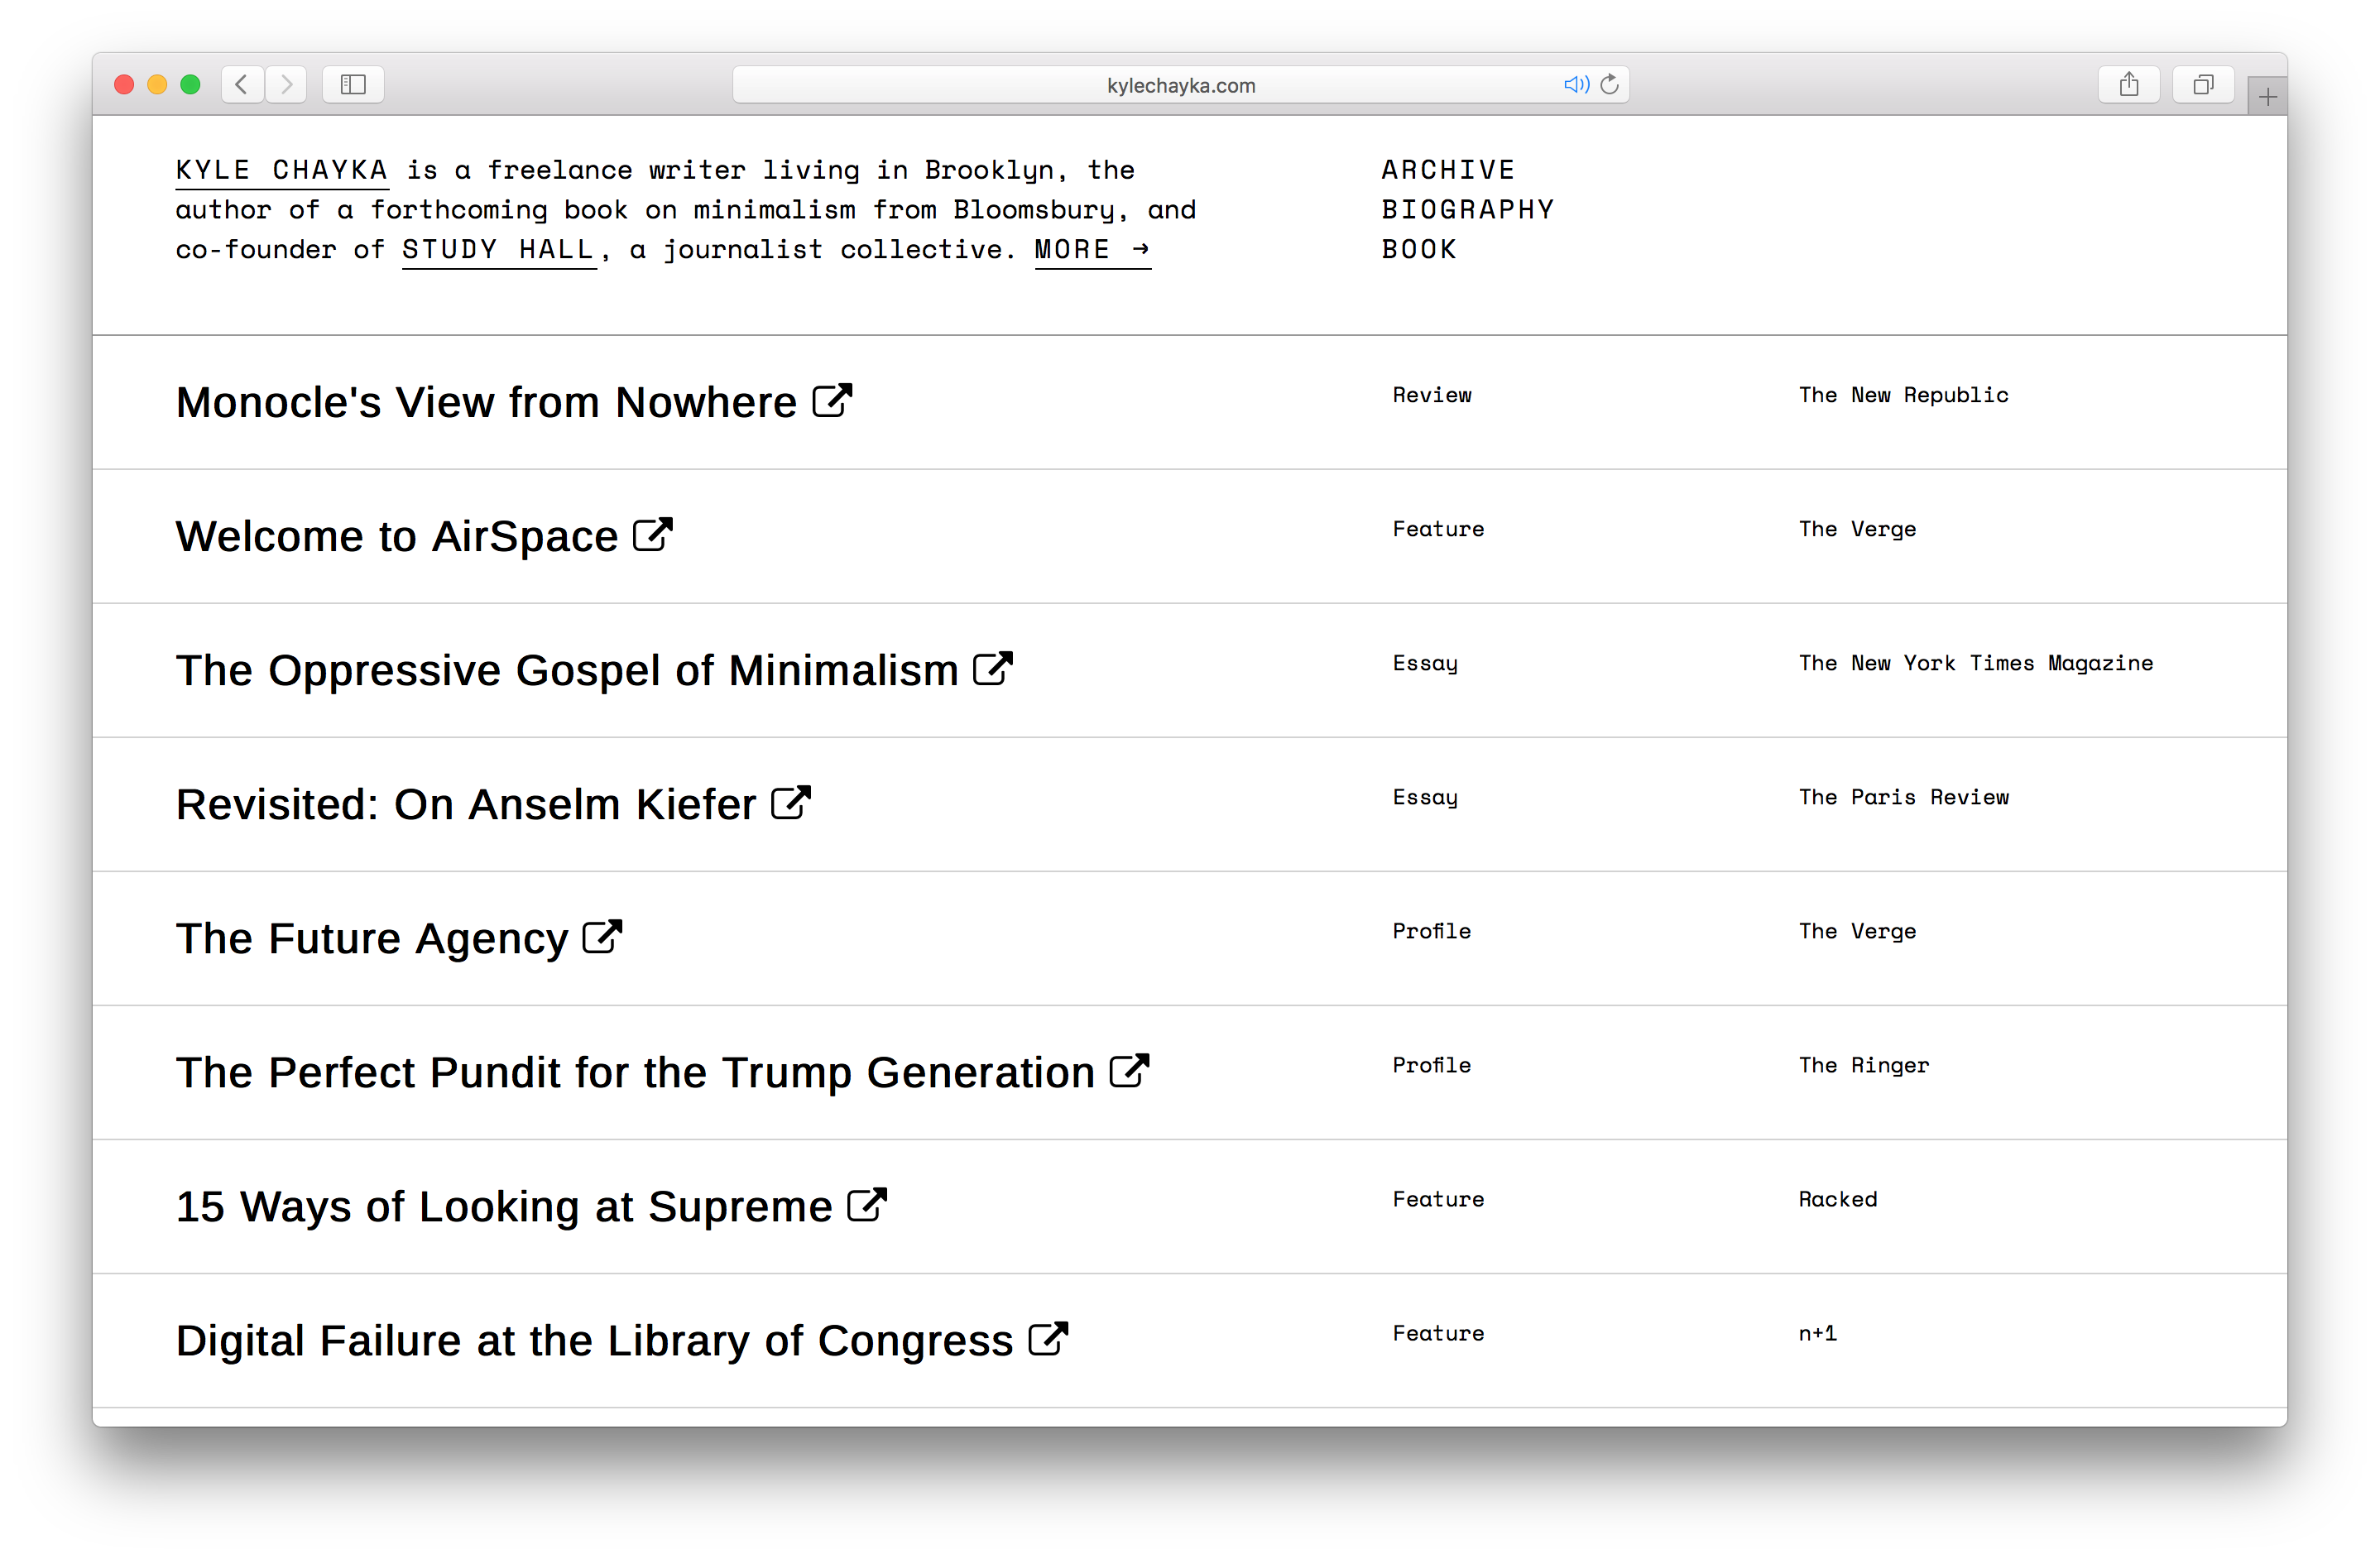 kylechayka.com
KYLE CHAYKA is a freelance writer living in Brooklyn, the
author of a forthcoming book on minimalism from Bloomsbury, and
co-founder of STUDY HALL, a journalist collective. MORE →
ARCHIVE
BIOGRAPHY
BOOK
Monocle's View from Nowhere Review The New Republic
Welcome to AirSpace Feature The Verge
The Oppressive Gospel of Minimalism Essay The New York Times Magazine
Revisited: On Anselm Kiefer Essay The Paris Review
The Future Agency Profile The Verge
The Perfect Pundit for the Trump Generation Profile The Ringer
15 Ways of Looking at Supreme Feature Racked
Digital Failure at the Library of Congress Feature n+1